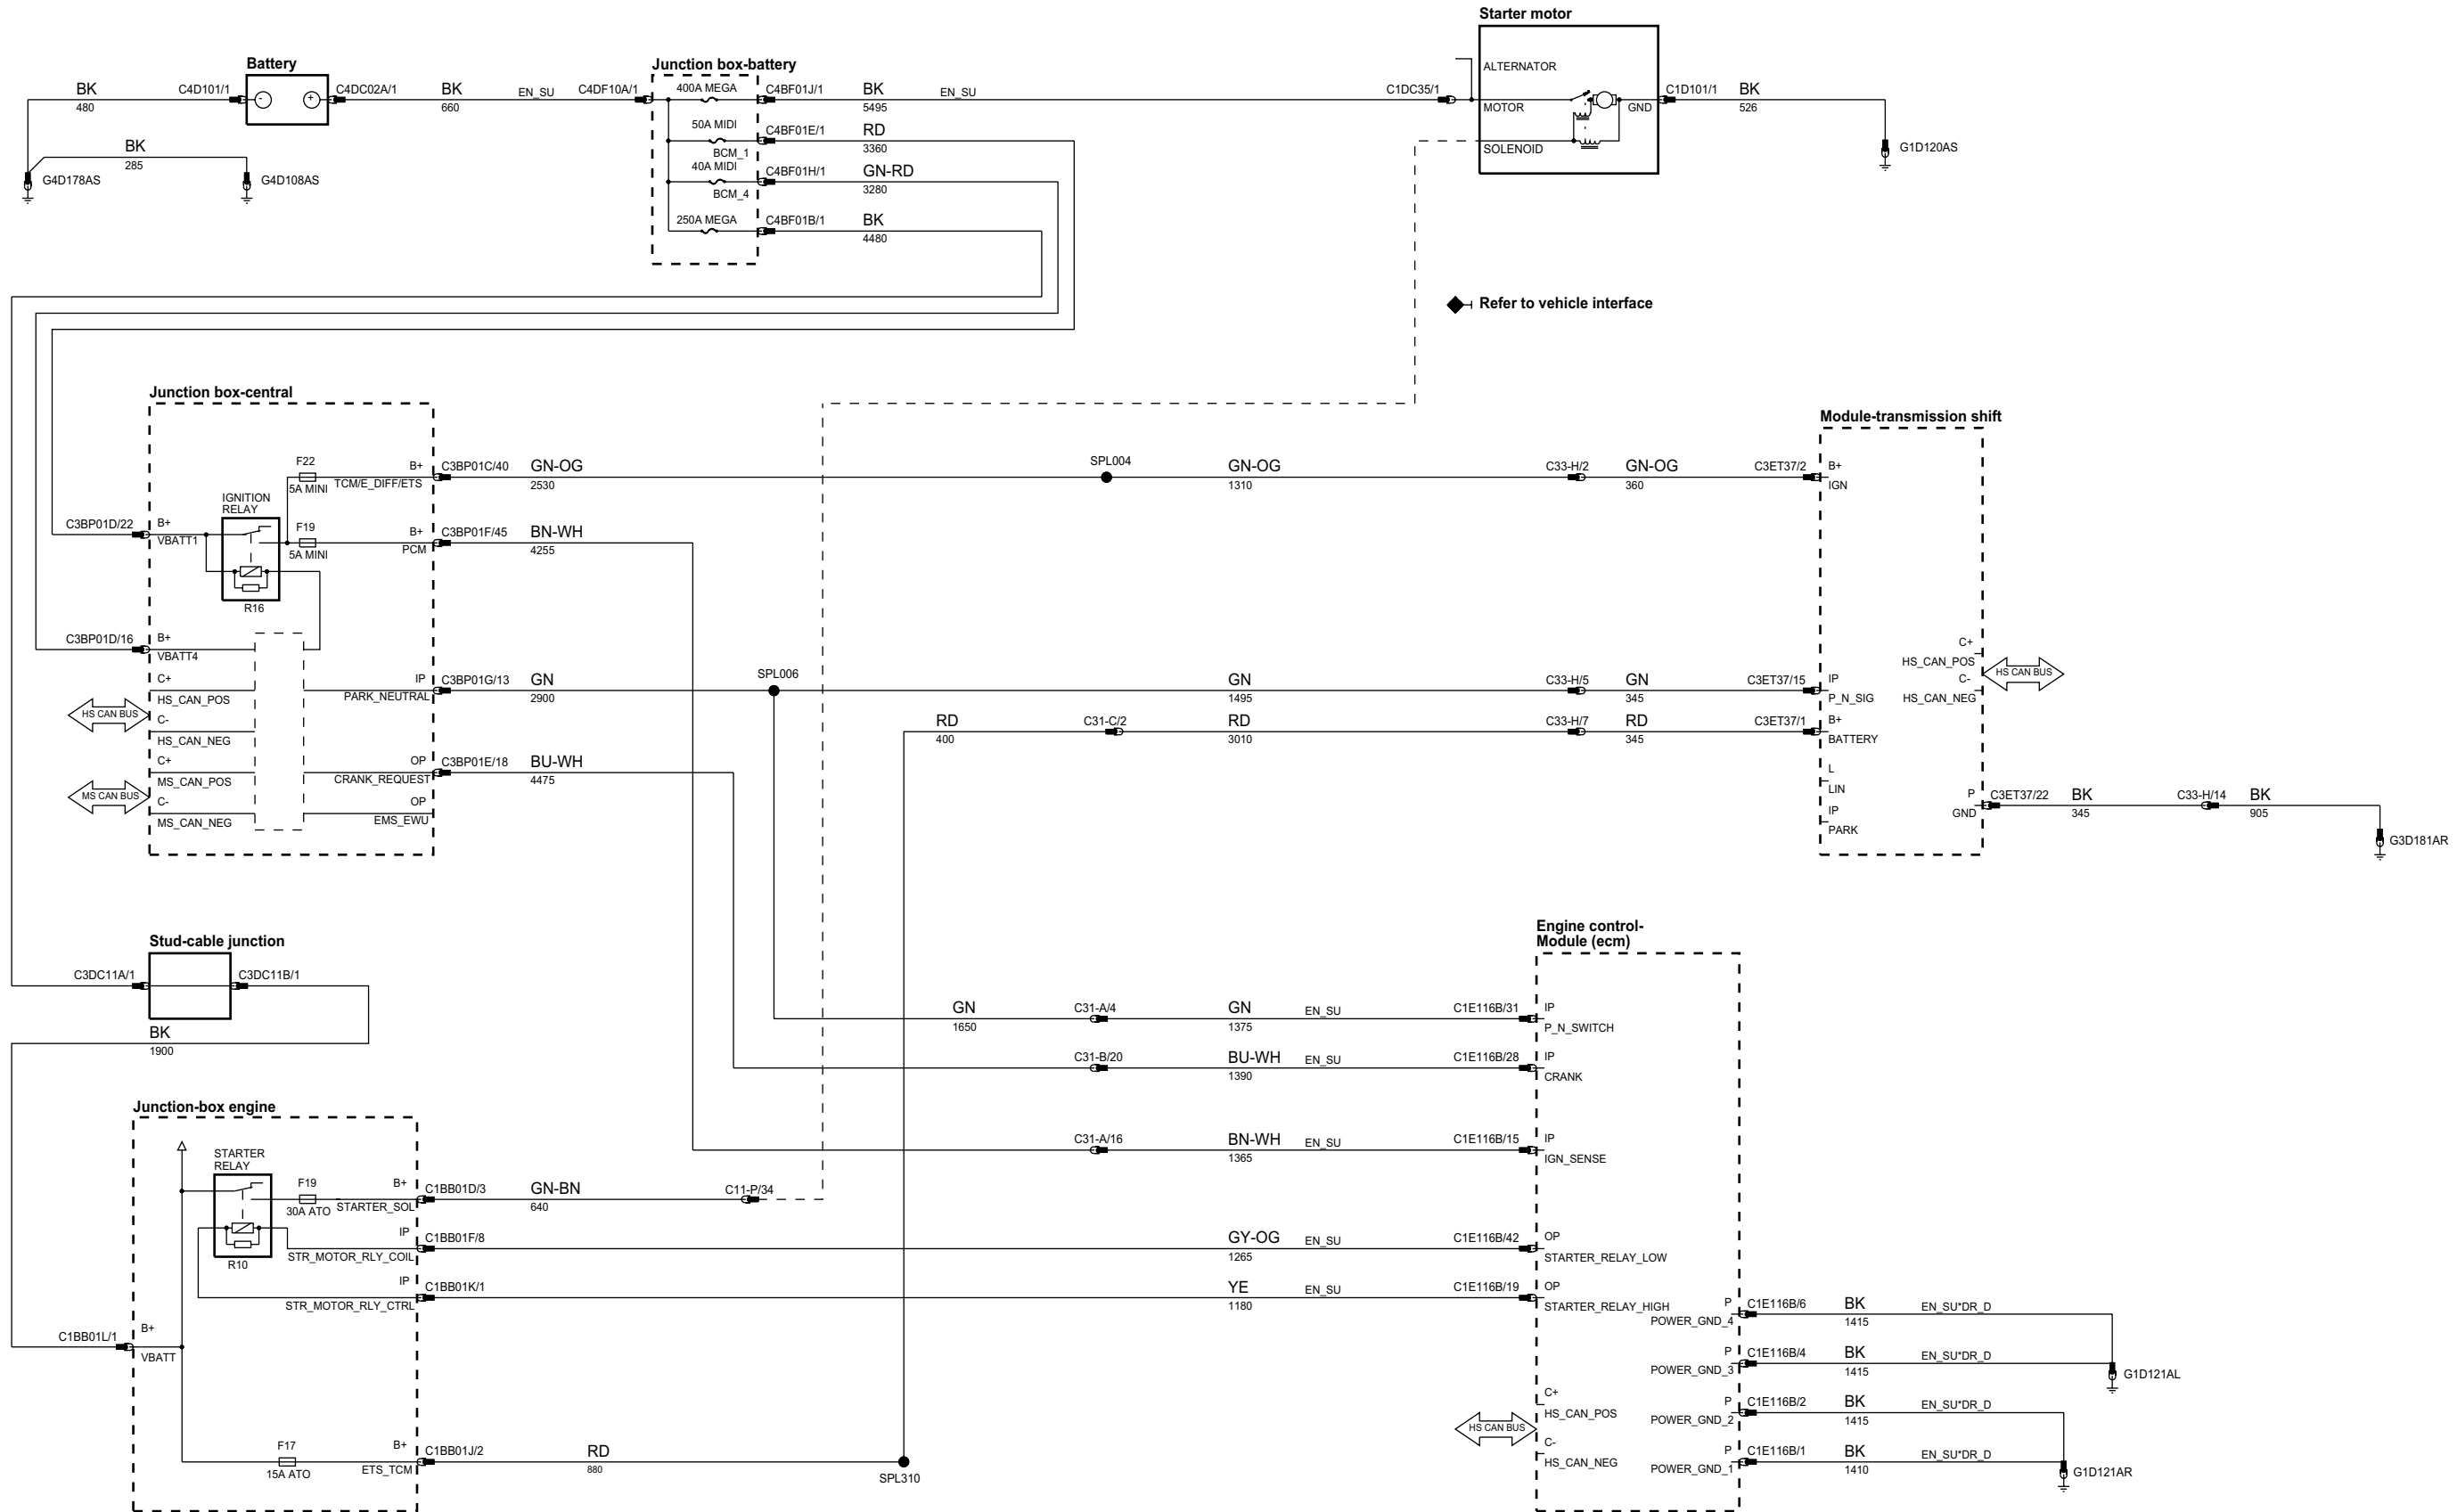 Starter motor
Battery
Junction box-battery
ALTERNATOR
MOTOR
GND
SOLENOID
BK
480
C4D101/1
-
+
C4DC02A/1
BK
660
EN_SU
C4DF10A/1
400A MEGA
C4BF01J/1
BK
5495
EN_SU
C1DC35/1
C1D101/1
BK
526
G1D120AS
50A MIDI
BCM_1
C4BF01E/1
RD
3360
40A MIDI
BCM_4
C4BF01H/1
GN-RD
3280
250A MEGA
C4BF01B/1
BK
4480
BK
285
G4D178AS
G4D108AS
Refer to vehicle interface
Junction box-central
Module-transmission shift
F22
5A MINI
B+
TCM/E_DIFF/ETS
C3BP01C/40
GN-OG
2530
SPL004
GN-OG
1310
C33-H/2
GN-OG
360
C3ET37/2
B+
IGN
IGNITION
RELAY
R16
C3BP01D/22
B+
VBATT1
F19
5A MINI
B+
PCM
C3BP01F/45
BN-WH
4255
C3BP01D/16
B+
VBATT4
C+
HS_CAN_POS
HS CAN BUS
C-
HS_CAN_NEG
C+
MS_CAN_POS
MS CAN BUS
C-
MS_CAN_NEG
IP
PARK_NEUTRAL
C3BP01G/13
GN
2900
SPL006
GN
1495
C33-H/5
GN
345
C3ET37/15
IP
P_N_SIG
RD
400
C31-C/2
RD
3010
C33-H/7
RD
345
C3ET37/1
B+
BATTERY
OP
CRANK_REQUEST
C3BP01E/18
BU-WH
4475
OP
EMS_EWU
L
LIN
IP
PARK
C+
HS_CAN_POS
HS CAN BUS
C-
HS_CAN_NEG
P
GND
C3ET37/22
BK
345
C33-H/14
BK
905
G3D181AR
Stud-cable junction
C3DC11A/1
C3DC11B/1
BK
1900
Engine control-
Module (ecm)
GN
1650
C31-A/4
GN
1375
EN_SU
C1E116B/31
IP
P_N_SWITCH
C31-B/20
BU-WH
1390
EN_SU
C1E116B/28
IP
CRANK
C31-A/16
BN-WH
1365
EN_SU
C1E116B/15
IP
IGN_SENSE
Junction-box engine
STARTER
RELAY
R10
F19
30A ATO
B+
STARTER_SOL
C1BB01D/3
GN-BN
640
C11-P/34
IP
STR_MOTOR_RLY_COIL
C1BB01F/8
GY-OG
1265
EN_SU
C1E116B/42
OP
STARTER_RELAY_LOW
IP
STR_MOTOR_RLY_CTRL
C1BB01K/1
YE
1180
EN_SU
C1E116B/19
OP
STARTER_RELAY_HIGH
C1BB01L/1
B+
VBATT
F17
15A ATO
B+
ETS_TCM
C1BB01J/2
RD
880
SPL310
P
POWER_GND_4
C1E116B/6
BK
1415
EN_SU*DR_D
P
POWER_GND_3
C1E116B/4
BK
1415
EN_SU*DR_D
G1D121AL
P
POWER_GND_2
C1E116B/2
BK
1415
EN_SU*DR_D
P
POWER_GND_1
C1E116B/1
BK
1410
EN_SU*DR_D
G1D121AR
C+
HS_CAN_POS
HS CAN BUS
C-
HS_CAN_NEG